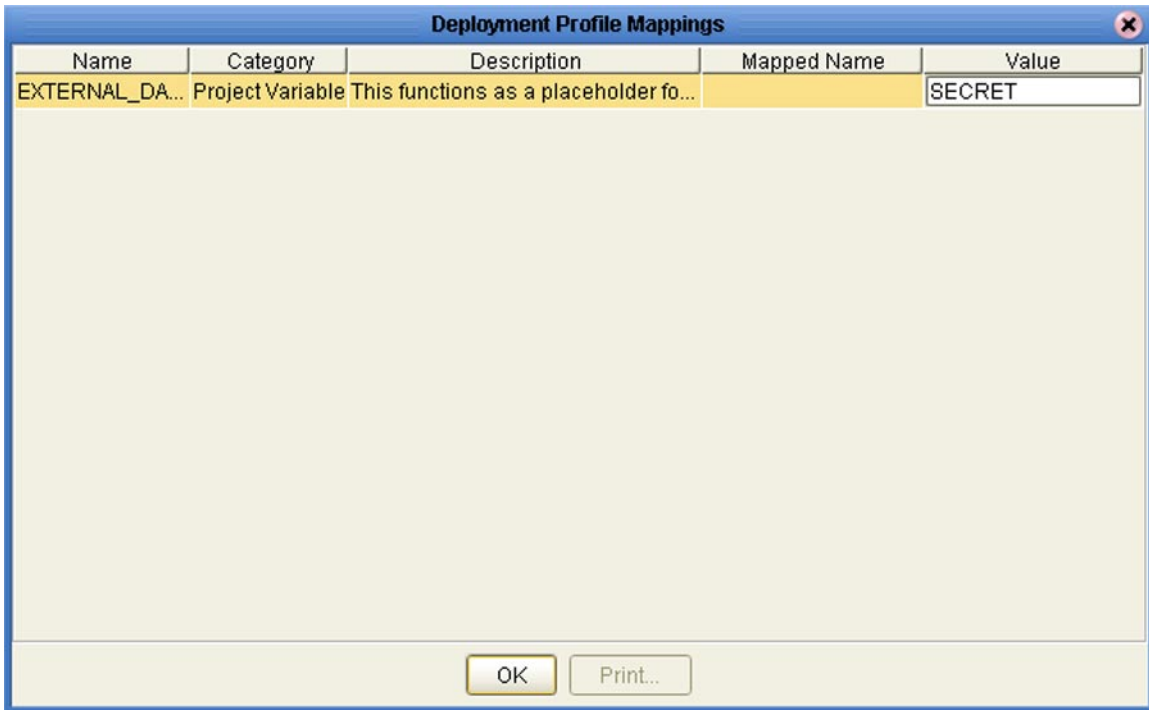 Deployment Profile Mappings
Name Category Description Mapped Name Value
EXTERNAL_DA... Project Variable This functions as a placeholder fo... SECRET
OK Print...